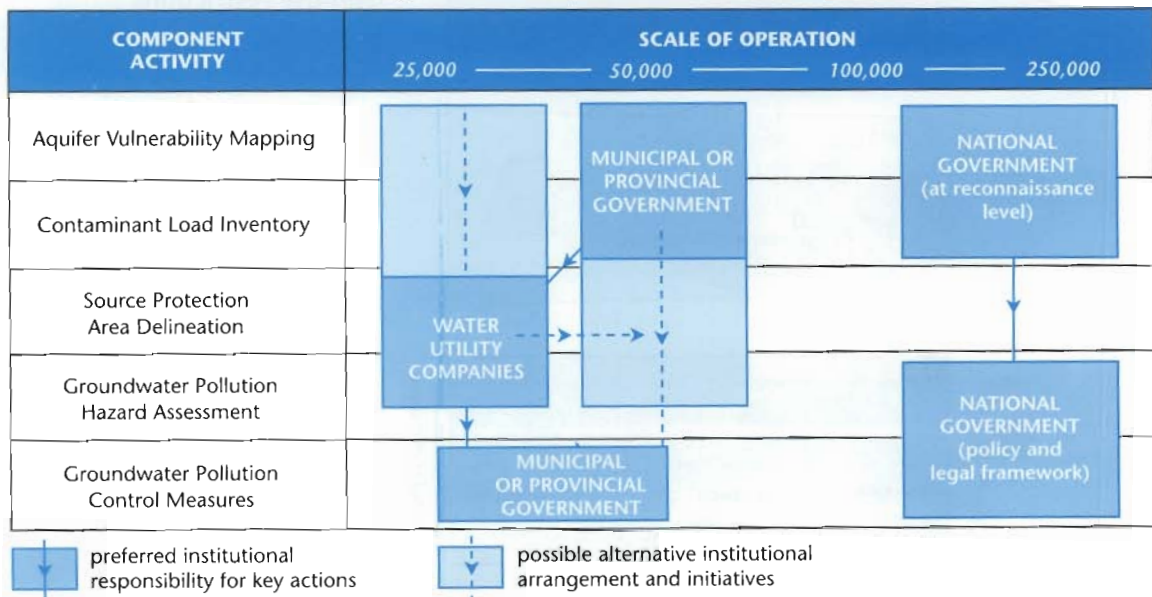 COMPONENT
ACTIVITY
SCALE OF OPERATION
25,000 50,000 100,000 250,000
Aquifer Vulnerability Mapping
Contaminant Load Inventory
Source Protection
Area Delineation
Groundwater Pollution
Hazard Assessment
Groundwater Pollution
Control Measures
MUNICIPAL OR
PROVINCIAL
GOVERNMENT
NATIONAL
GOVERNMENT
(at reconnaissance
level)
WATER
UTILITY
COMPANIES
NATIONAL
GOVERNMENT
(policy and
legal framework)
MUNICIPAL
OR PROVINCIAL
GOVERNMENT
preferred institutional
responsibility for key actions
possible alternative institutional
arrangement and initiatives